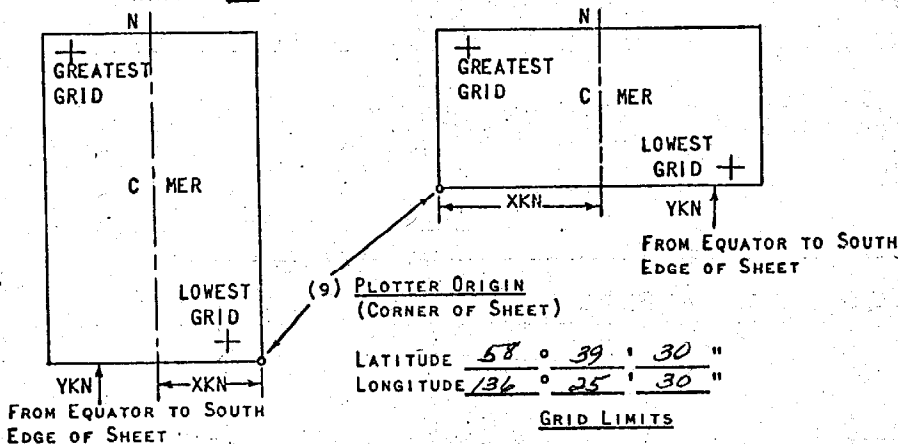 N
GREATEST
GRID
C MER
LOWEST
GRID
YKN
XKN
FROM EQUATOR TO SOUTH
EDGE OF SHEET
N
GREATEST
GRID
C MER
LOWEST
GRID
XKN
YKN
FROM EQUATOR TO SOUTH
EDGE OF SHEET
(9) PLOTTER ORIGIN
(CORNER OF SHEET)
LATITUDE 58 ° 39 ' 30 "
LONGITUDE 136 ° 25 ' 30 "
GRID LIMITS